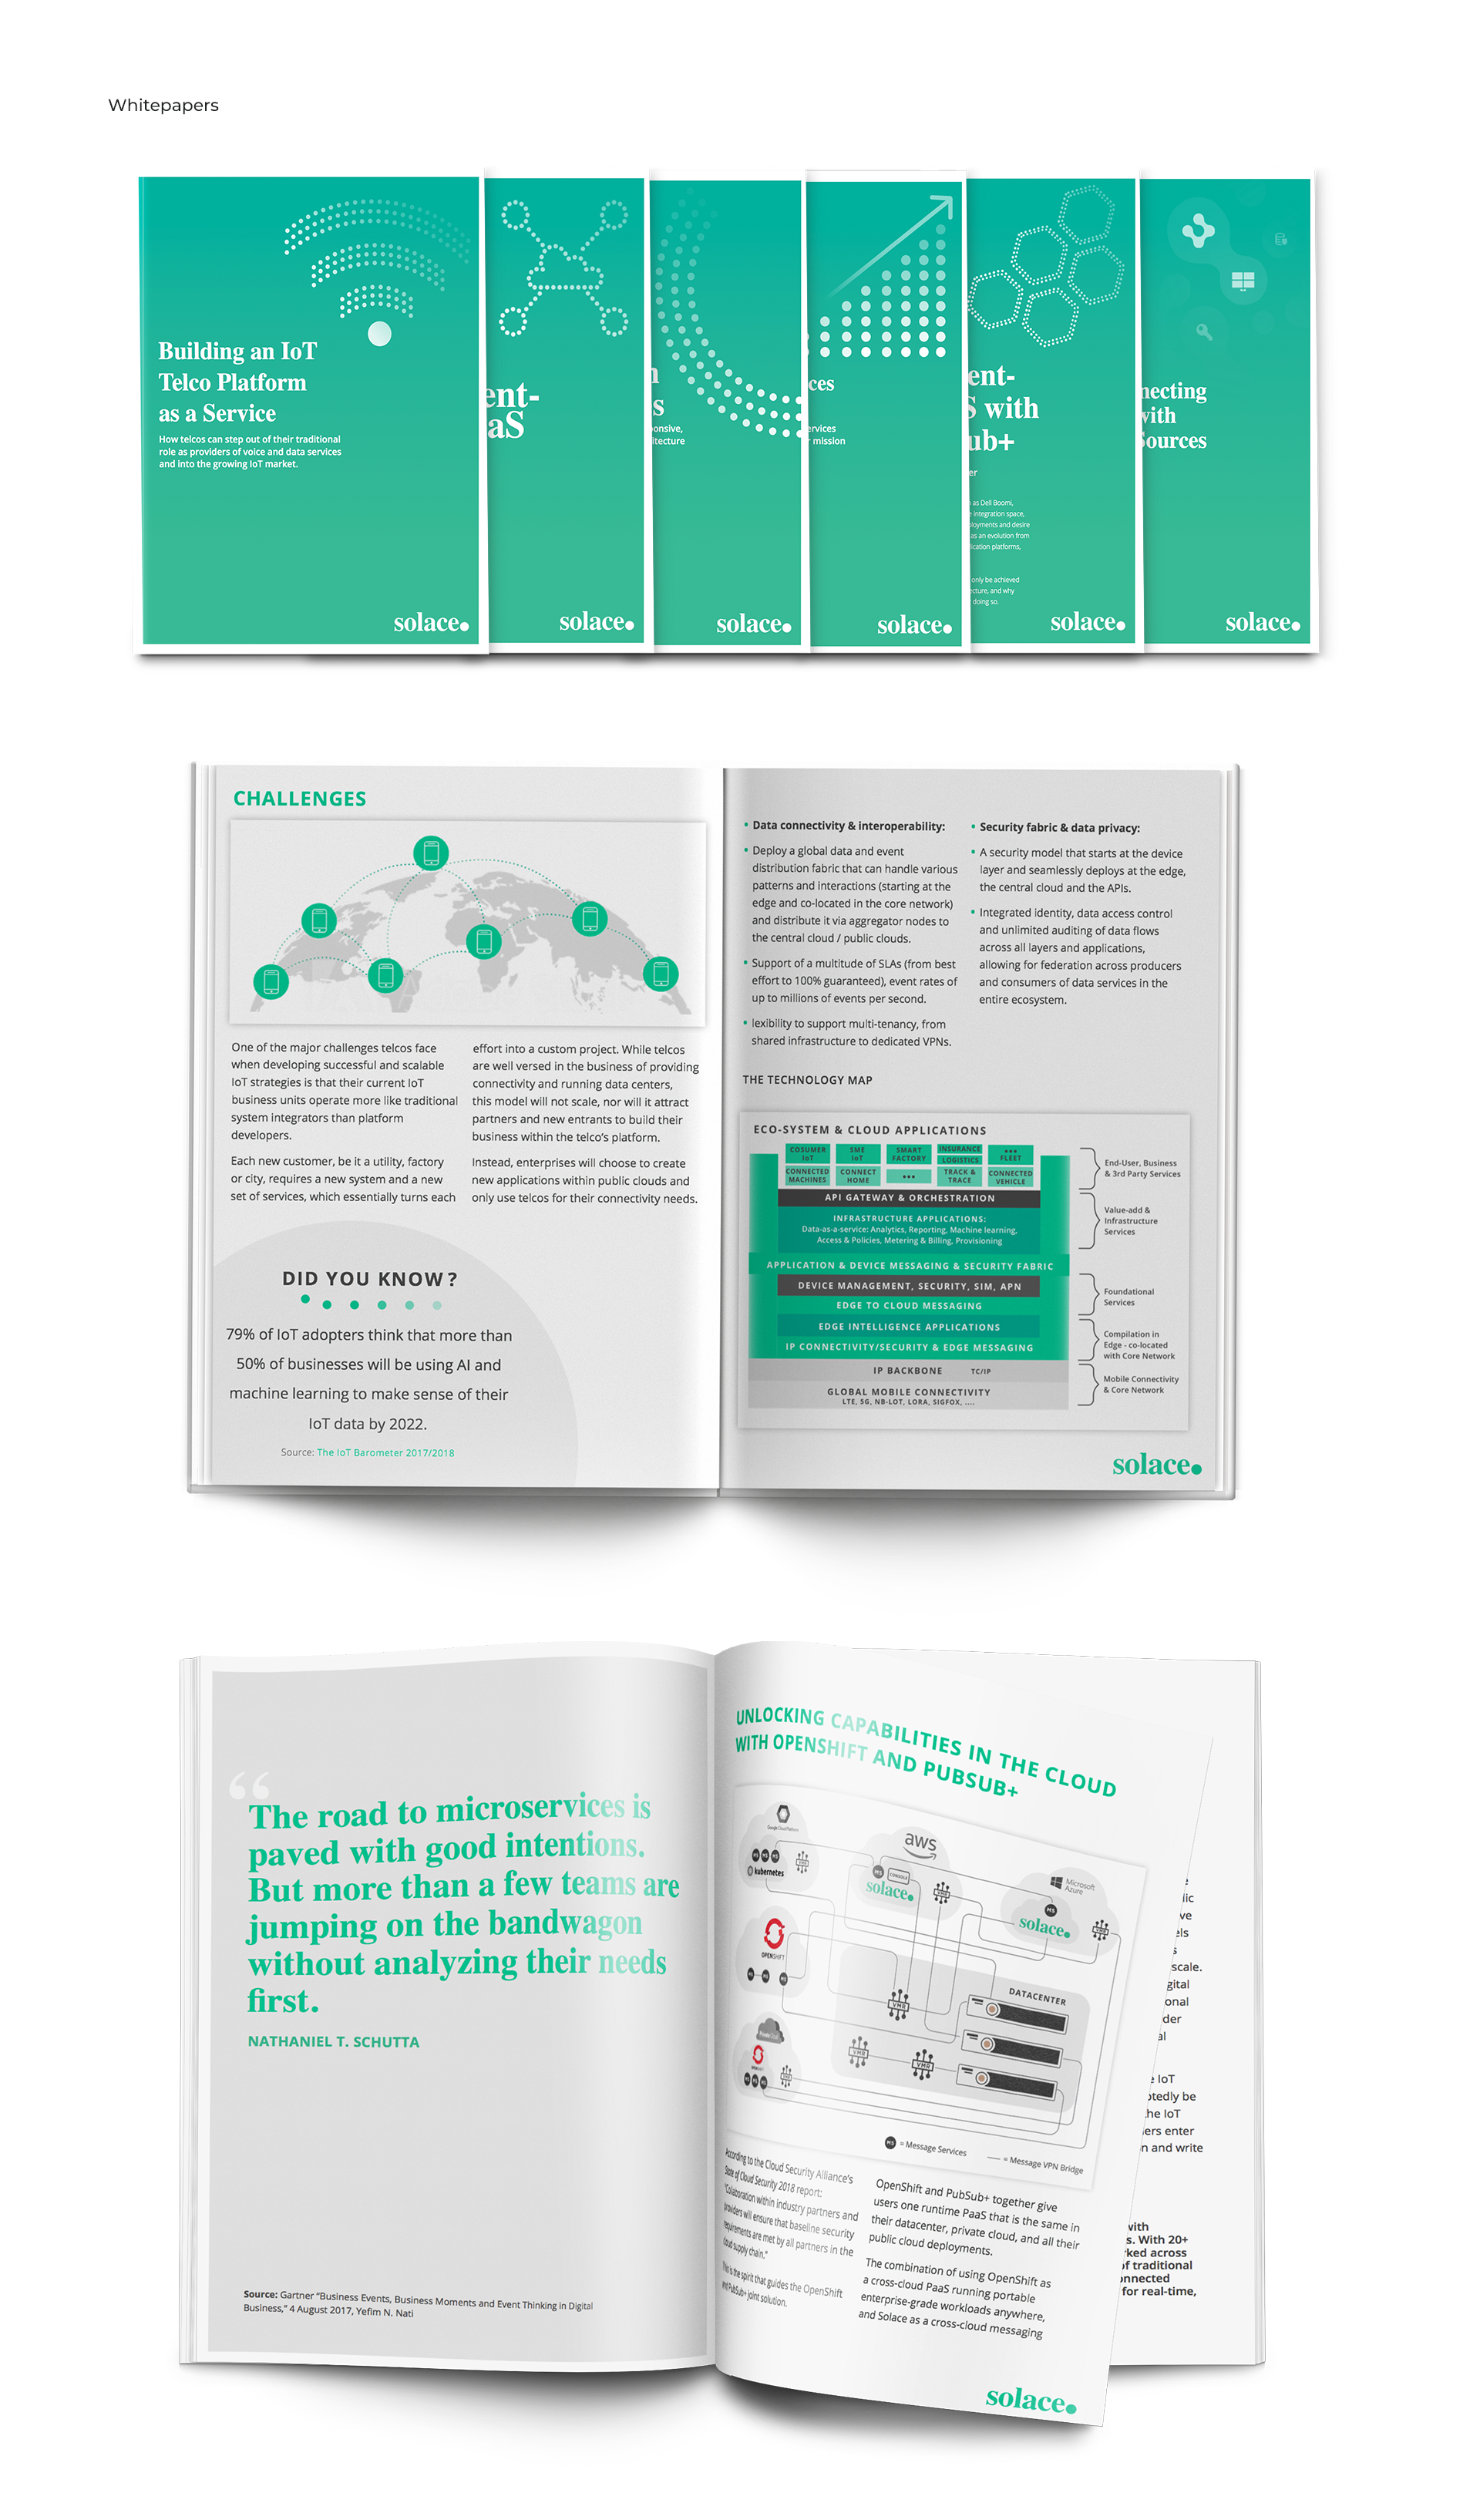 Whitepapers
Building an IoT
Telco Platform
as a Service
How telcos can step out of their traditional
role as providers of voice and data services
and into the growing IoT market.
solace.
ent-
aS
solace.
s
ponsive,
itecture
solace.
ces
ervices
mission
solace.
ent-
S with
ub+
er
as Dell Boomi,
integration space,
loyments and desire
as an evolution from
lication platforms,
only be achieved
cture, and why
doing so.
solace.
necting
with
Sources
solace.
CHALLENGES
One of the major challenges telcos face
when developing successful and scalable
IoT strategies is that their current IoT
business units operate more like traditional
system integrators than platform
developers.
Each new customer, be it a utility, factory
or city, requires a new system and a new
set of services, which essentially turns each
effort into a custom project. While telcos
are well versed in the business of providing
connectivity and running data centers,
this model will not scale, nor will it attract
partners and new entrants to build their
business within the telco's platform.
Instead, enterprises will choose to create
new applications within public clouds and
only use telcos for their connectivity needs.
DID YOU KNOW?
79% of IoT adopters think that more than
50% of businesses will be using AI and
machine learning to make sense of their
IoT data by 2022.
Source: The IoT Barometer 2017/2018
• Data connectivity & interoperability:
• Deploy a global data and event
distribution fabric that can handle various
patterns and interactions (starting at the
edge and co-located in the core network)
and distribute it via aggregator nodes to
the central cloud / public clouds.
• Support of a multitude of SLAs (from best
effort to 100% guaranteed), event rates of
up to millions of events per second.
• lexibility to support multi-tenancy, from
shared infrastructure to dedicated VPNs.
• Security fabric & data privacy:
• A security model that starts at the device
layer and seamlessly deploys at the edge,
the central cloud and the APIs.
• Integrated identity, data access control
and unlimited auditing of data flows
across all layers and applications,
allowing for federation across producers
and consumers of data services in the
entire ecosystem.
THE TECHNOLOGY MAP
ECO-SYSTEM & CLOUD APPLICATIONS
COSUMER IoT
SME IoT
SMART FACTORY
INSURANCE
LOGISTICS
••• FLEET
CONNECTED MACHINES
CONNECT HOME
•••
TRACK & TRACE
CONNECTED VEHICLE
API GATEWAY & ORCHESTRATION
INFRASTRUCTURE APPLICATIONS:
Data-as-a-service: Analytics, Reporting, Machine learning,
Access & Policies, Metering & Billing, Provisioning
APPLICATION & DEVICE MESSAGING & SECURITY FABRIC
DEVICE MANAGEMENT, SECURITY, SIM, APN
EDGE TO CLOUD MESSAGING
EDGE INTELLIGENCE APPLICATIONS
IP CONNECTIVITY/SECURITY & EDGE MESSAGING
IP BACKBONE TC/IP
GLOBAL MOBILE CONNECTIVITY
LTE, 5G, NB-LOT, LORA, SIGFOX, ....
End-User, Business
& 3rd Party Services
Value-add &
Infrastructure
Services
Foundational
Services
Compilation in
Edge - co-located
with Core Network
Mobile Connectivity
& Core Network
solace.
“
The road to microservices is
paved with good intentions.
But more than a few teams are
jumping on the bandwagon
without analyzing their needs
first.
NATHANIEL T. SCHUTTA
Source: Gartner “Business Events, Business Moments and Event Thinking in Digital
Business,” 4 August 2017, Yefim N. Nati
UNLOCKING CAPABILITIES IN THE CLOUD
WITH OPENSHIFT AND PUBSUB+
Google Cloud Platform
kubernetes
aws
MS
CONSOLE
solace.
Microsoft
Azure
MS
solace.
OPENSHIFT
DATACENTER
VMR
VMR
VMR
MS = Message Services
= Message VPN Bridge
According to the Cloud Security Alliance's
State of Cloud Security 2018 report:
"Colaboration within industry partners and
providers will ensure that baseline security
requirements are met by all partners in the
cloud supply chain."
This is the spirit that guides the OpenShift
and PubSub+ joint solution.
OpenShift and PubSub+ together give
users one runtime PaaS that is the same in
their datacenter, private cloud, and all their
public cloud deployments.
The combination of using OpenShift as
a cross-cloud PaaS running portable
enterprise-grade workloads anywhere,
and Solace as a cross-cloud messaging
solace.
lic
ve
els
s
scale.
gital
onal
der
al
e IoT
otedly be
the IoT
ers enter
n and write
with
s. With 20+
rked across
of traditional
onnected
for real-time,